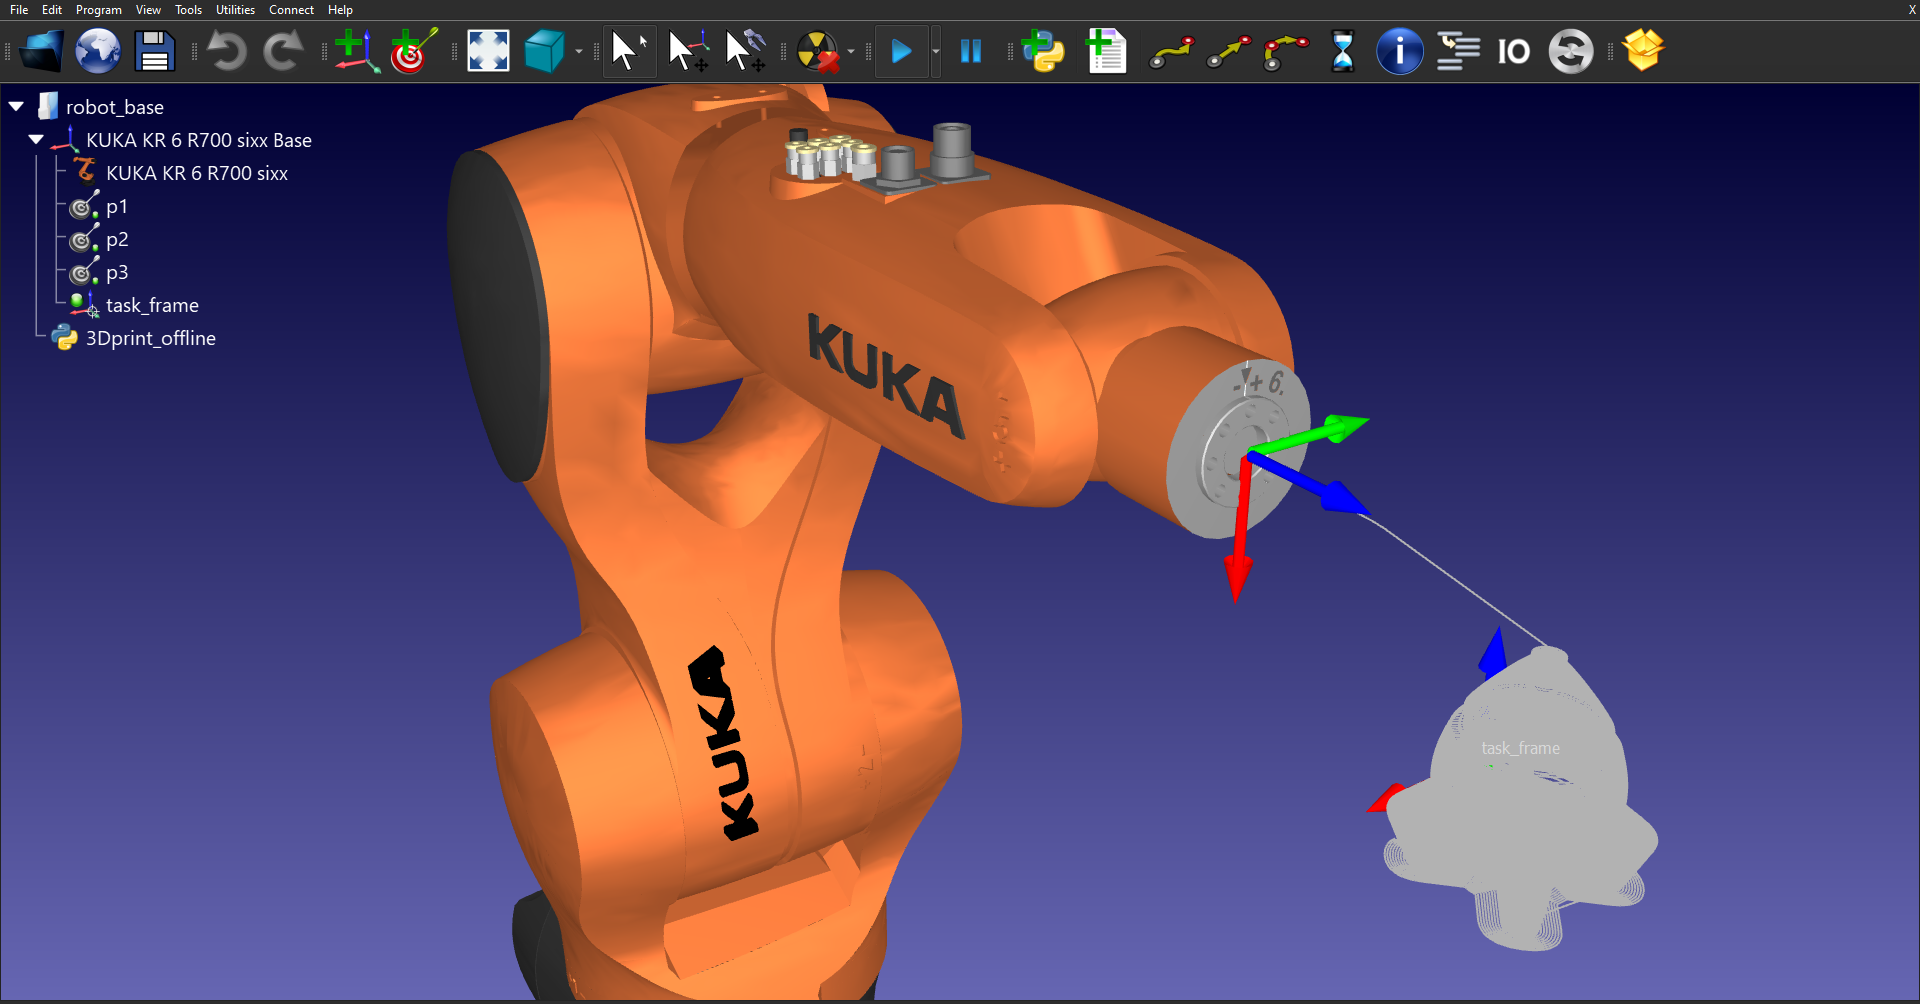 File Edit Program View Tools Utilities Connect Help X
IO
robot_base
KUKA KR 6 R700 sixx Base
KUKA KR 6 R700 sixx
p1
p2
p3
task_frame
3Dprint_offline
KUKA
- + 6.
KUKA
task_frame